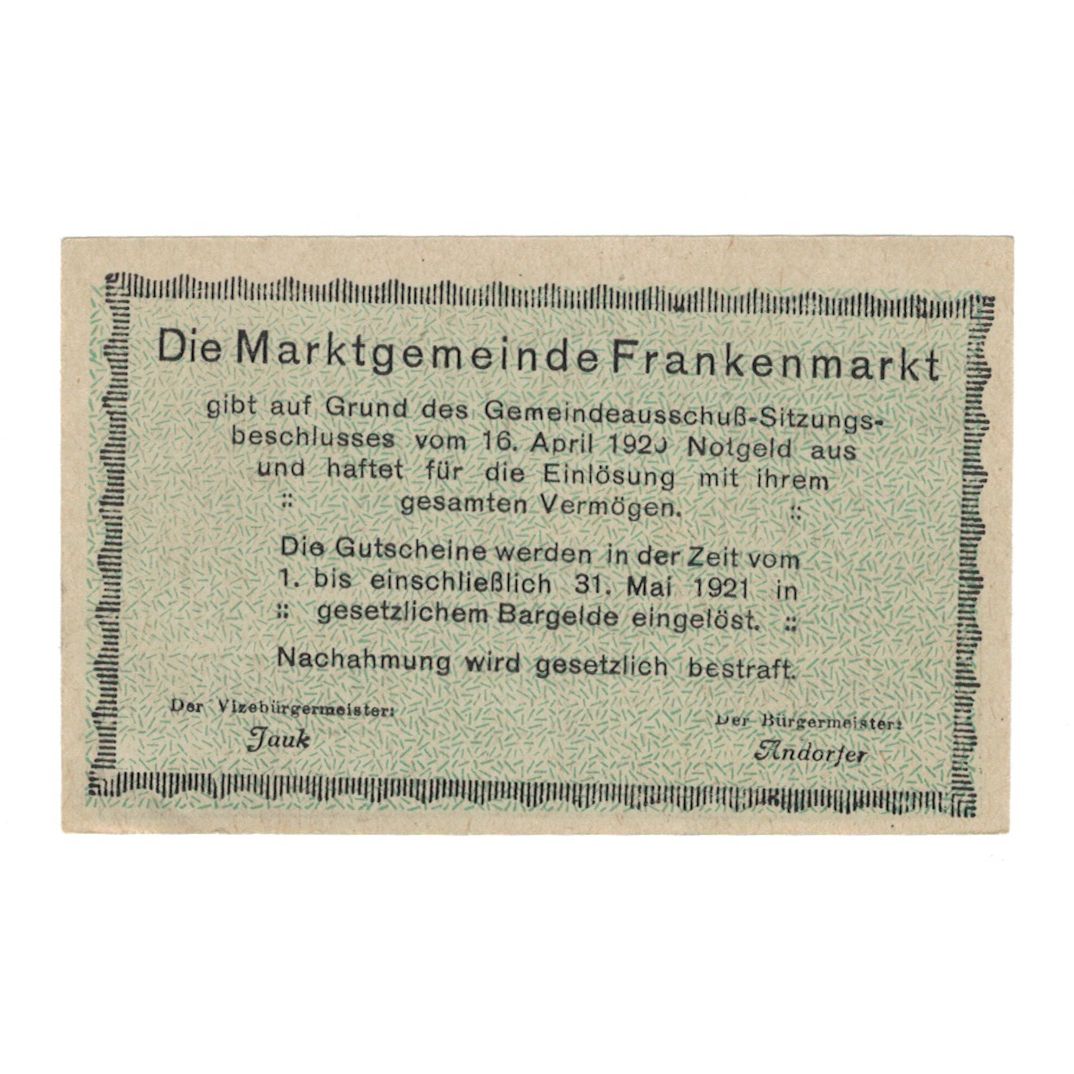 Die Marktgemeinde Frankenmarkt
gibt auf Grund des Gemeindeausschuß-Sitzungs-
beschlusses vom 16. April 1920 Notgeld aus
und haftet für die Einlösung mit ihrem
:: gesamten Vermögen. ::
Die Gutscheine werden in der Zeit vom
1. bis einschließlich 31. Mai 1921 in
:: gesetzlichem Bargelde eingelöst. ::
Nachahmung wird gesetzlich bestraft.
Der Vizebürgermeister:
Jauk
Der Bürgermeister:
Andorfer